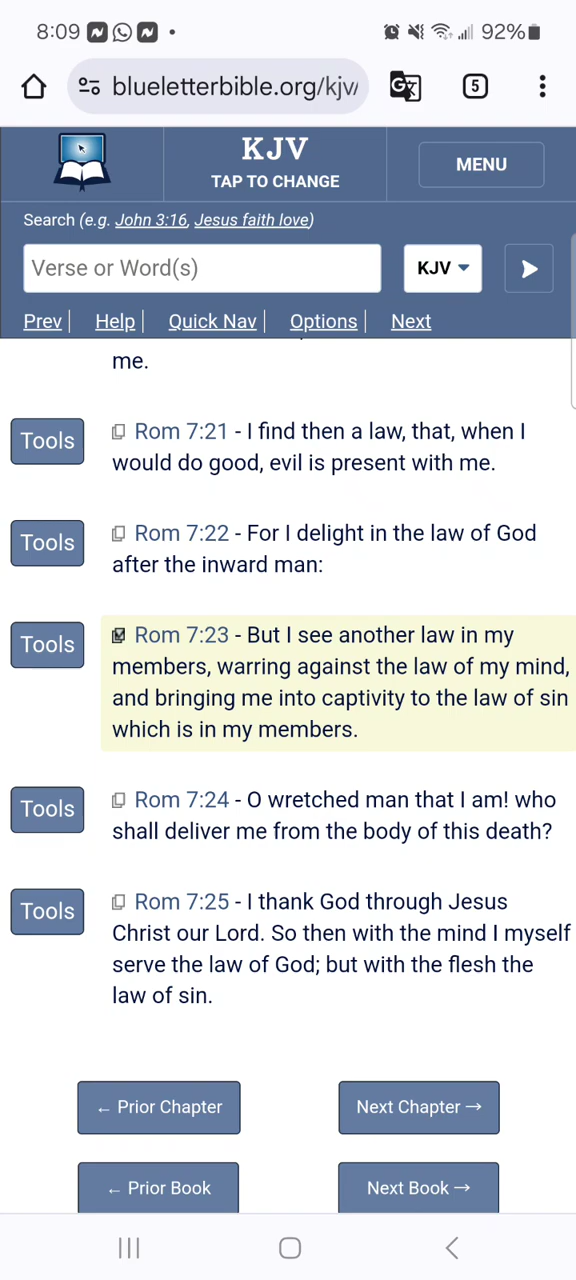 8:09 92%
blueletterbible.org/kjv/ 5
KJV
TAP TO CHANGE
MENU
Search (e.g. John 3:16, Jesus faith love)
Verse or Word(s) KJV
Prev | Help | Quick Nav | Options | Next
me.
Tools Rom 7:21 - I find then a law, that, when I
would do good, evil is present with me.
Tools Rom 7:22 - For I delight in the law of God
after the inward man:
Tools Rom 7:23 - But I see another law in my
members, warring against the law of my mind,
and bringing me into captivity to the law of sin
which is in my members.
Tools Rom 7:24 - O wretched man that I am! who
shall deliver me from the body of this death?
Tools Rom 7:25 - I thank God through Jesus
Christ our Lord. So then with the mind I myself
serve the law of God; but with the flesh the
law of sin.
← Prior Chapter Next Chapter →
← Prior Book Next Book →